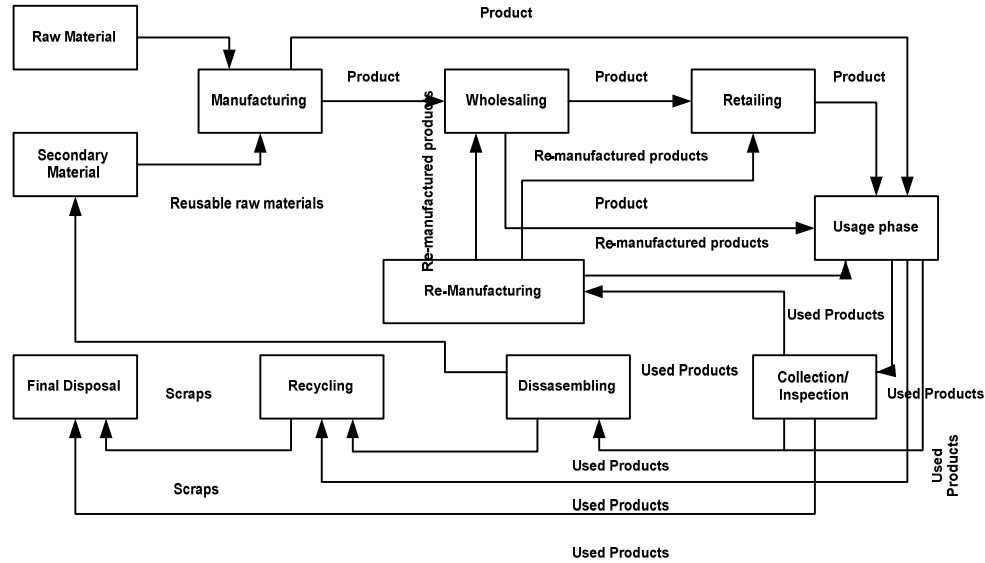 Product
Raw Material
Product
Product
Product
Manufacturing
Wholesaling
Retailing
Re-manufactured products
Secondary
Material
Re-manufactured products
Reusable raw materials
Product
Usage phase
Re-manufactured products
Re-Manufacturing
Used Products
Used Products
Final Disposal
Scraps
Recycling
Dissasembling
Collection/
Inspection
Used Products
Used
Products
Used Products
Scraps
Used Products
Used Products